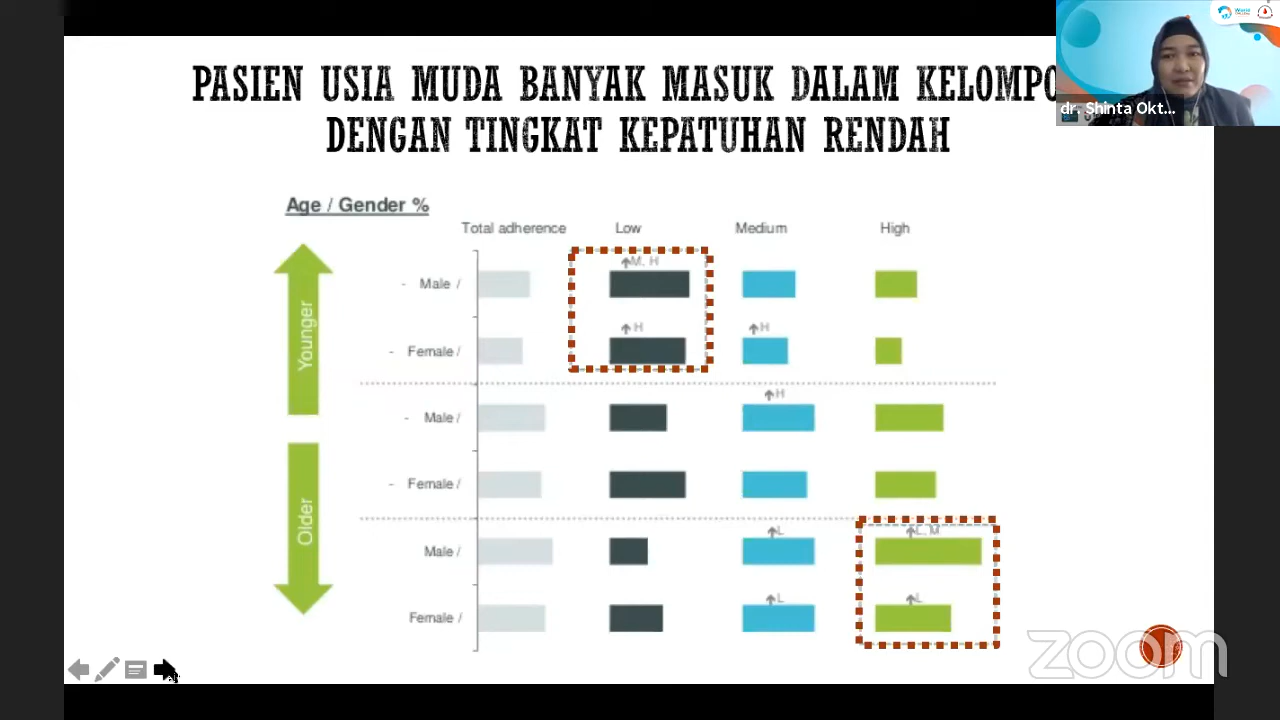 PASIEN USIA MUDA BANYAK MASUK DALAM KELOMPO
DENGAN TINGKAT KEPATUHAN RENDAH
dr. Shinta Okt...
Age / Gender %
Total adherence Low Medium High
Younger
Older
↑M, H
- Male /
↑H ↑H
- Female /
↑H
- Male /
- Female /
↑L ↑L, M
Male /
↑L ↑L
Female /
zoom